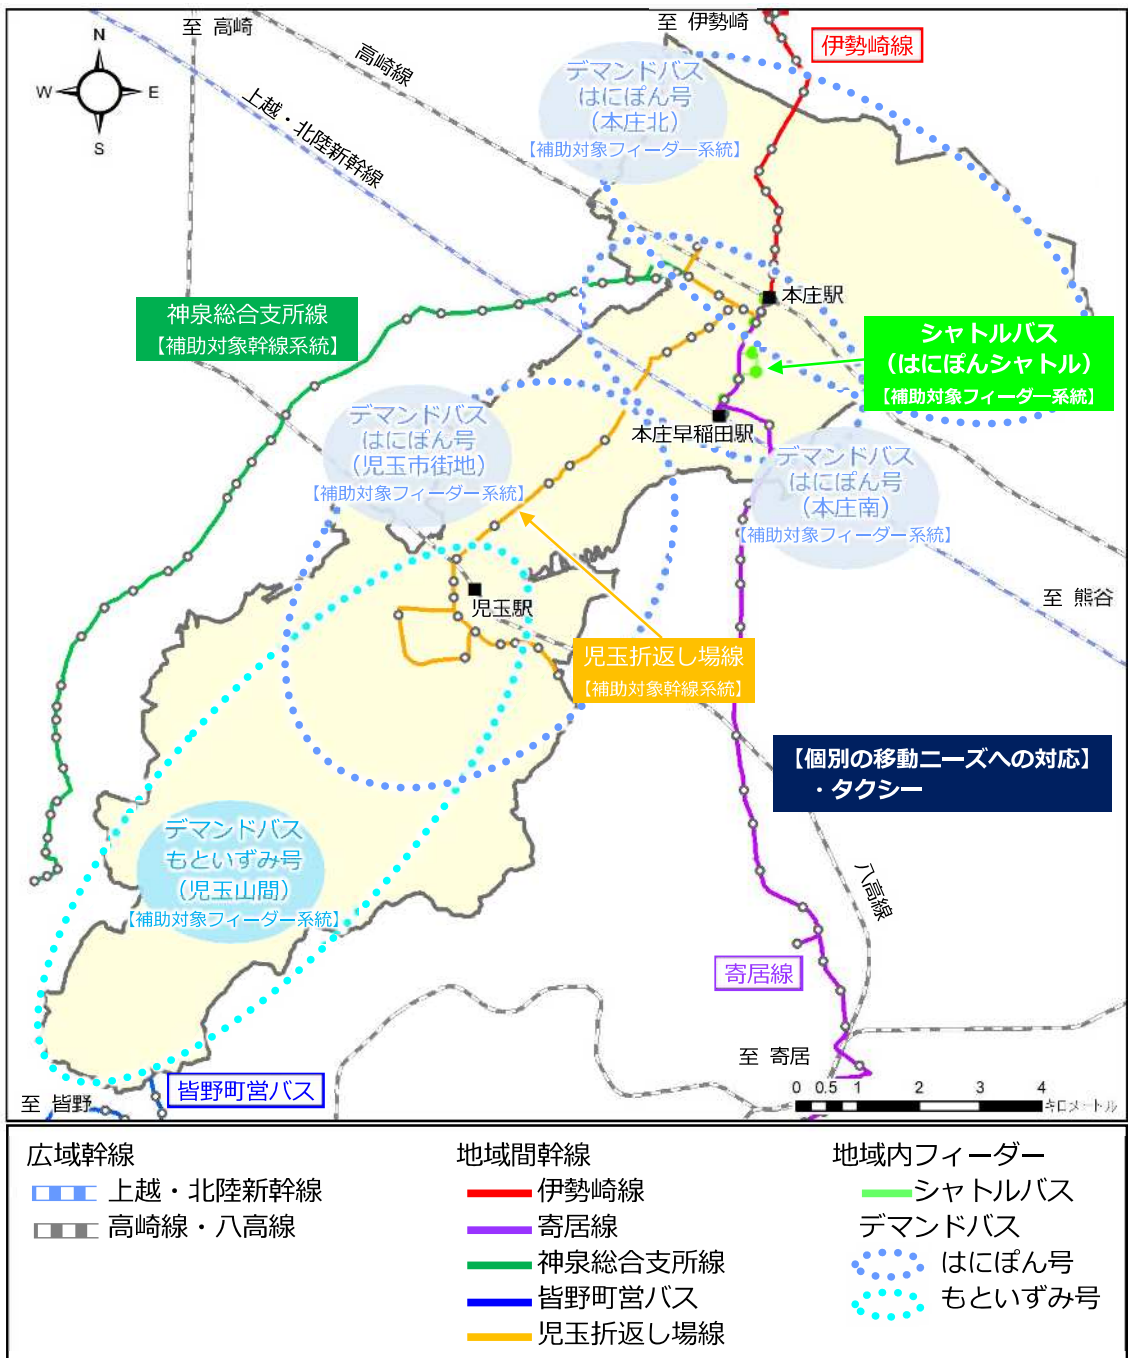 至 高崎
至 伊勢崎
伊勢崎線
N
W
E
S
高崎線
上越・北陸新幹線
デマンドバス
はにぽん号
（本庄北）
【補助対象フィーダー系統】
神泉総合支所線
【補助対象幹線系統】
本庄駅
シャトルバス
（はにぽんシャトル）
【補助対象フィーダー系統】
デマンドバス
はにぽん号
（児玉市街地）
【補助対象フィーダー系統】
本庄早稲田駅
デマンドバス
はにぽん号
（本庄南）
【補助対象フィーダー系統】
児玉駅
至 熊谷
児玉折返し場線
【補助対象幹線系統】
【個別の移動ニーズへの対応】
・タクシー
デマンドバス
もといずみ号
（児玉山間）
【補助対象フィーダー系統】
八高線
寄居線
至 寄居
皆野町営バス
至 皆野
0 0.5 1 2 3 4
キロメートル
広域幹線
上越・北陸新幹線
高崎線・八高線
地域間幹線
伊勢崎線
寄居線
神泉総合支所線
皆野町営バス
児玉折返し場線
地域内フィーダー
シャトルバス
デマンドバス
はにぽん号
もといずみ号